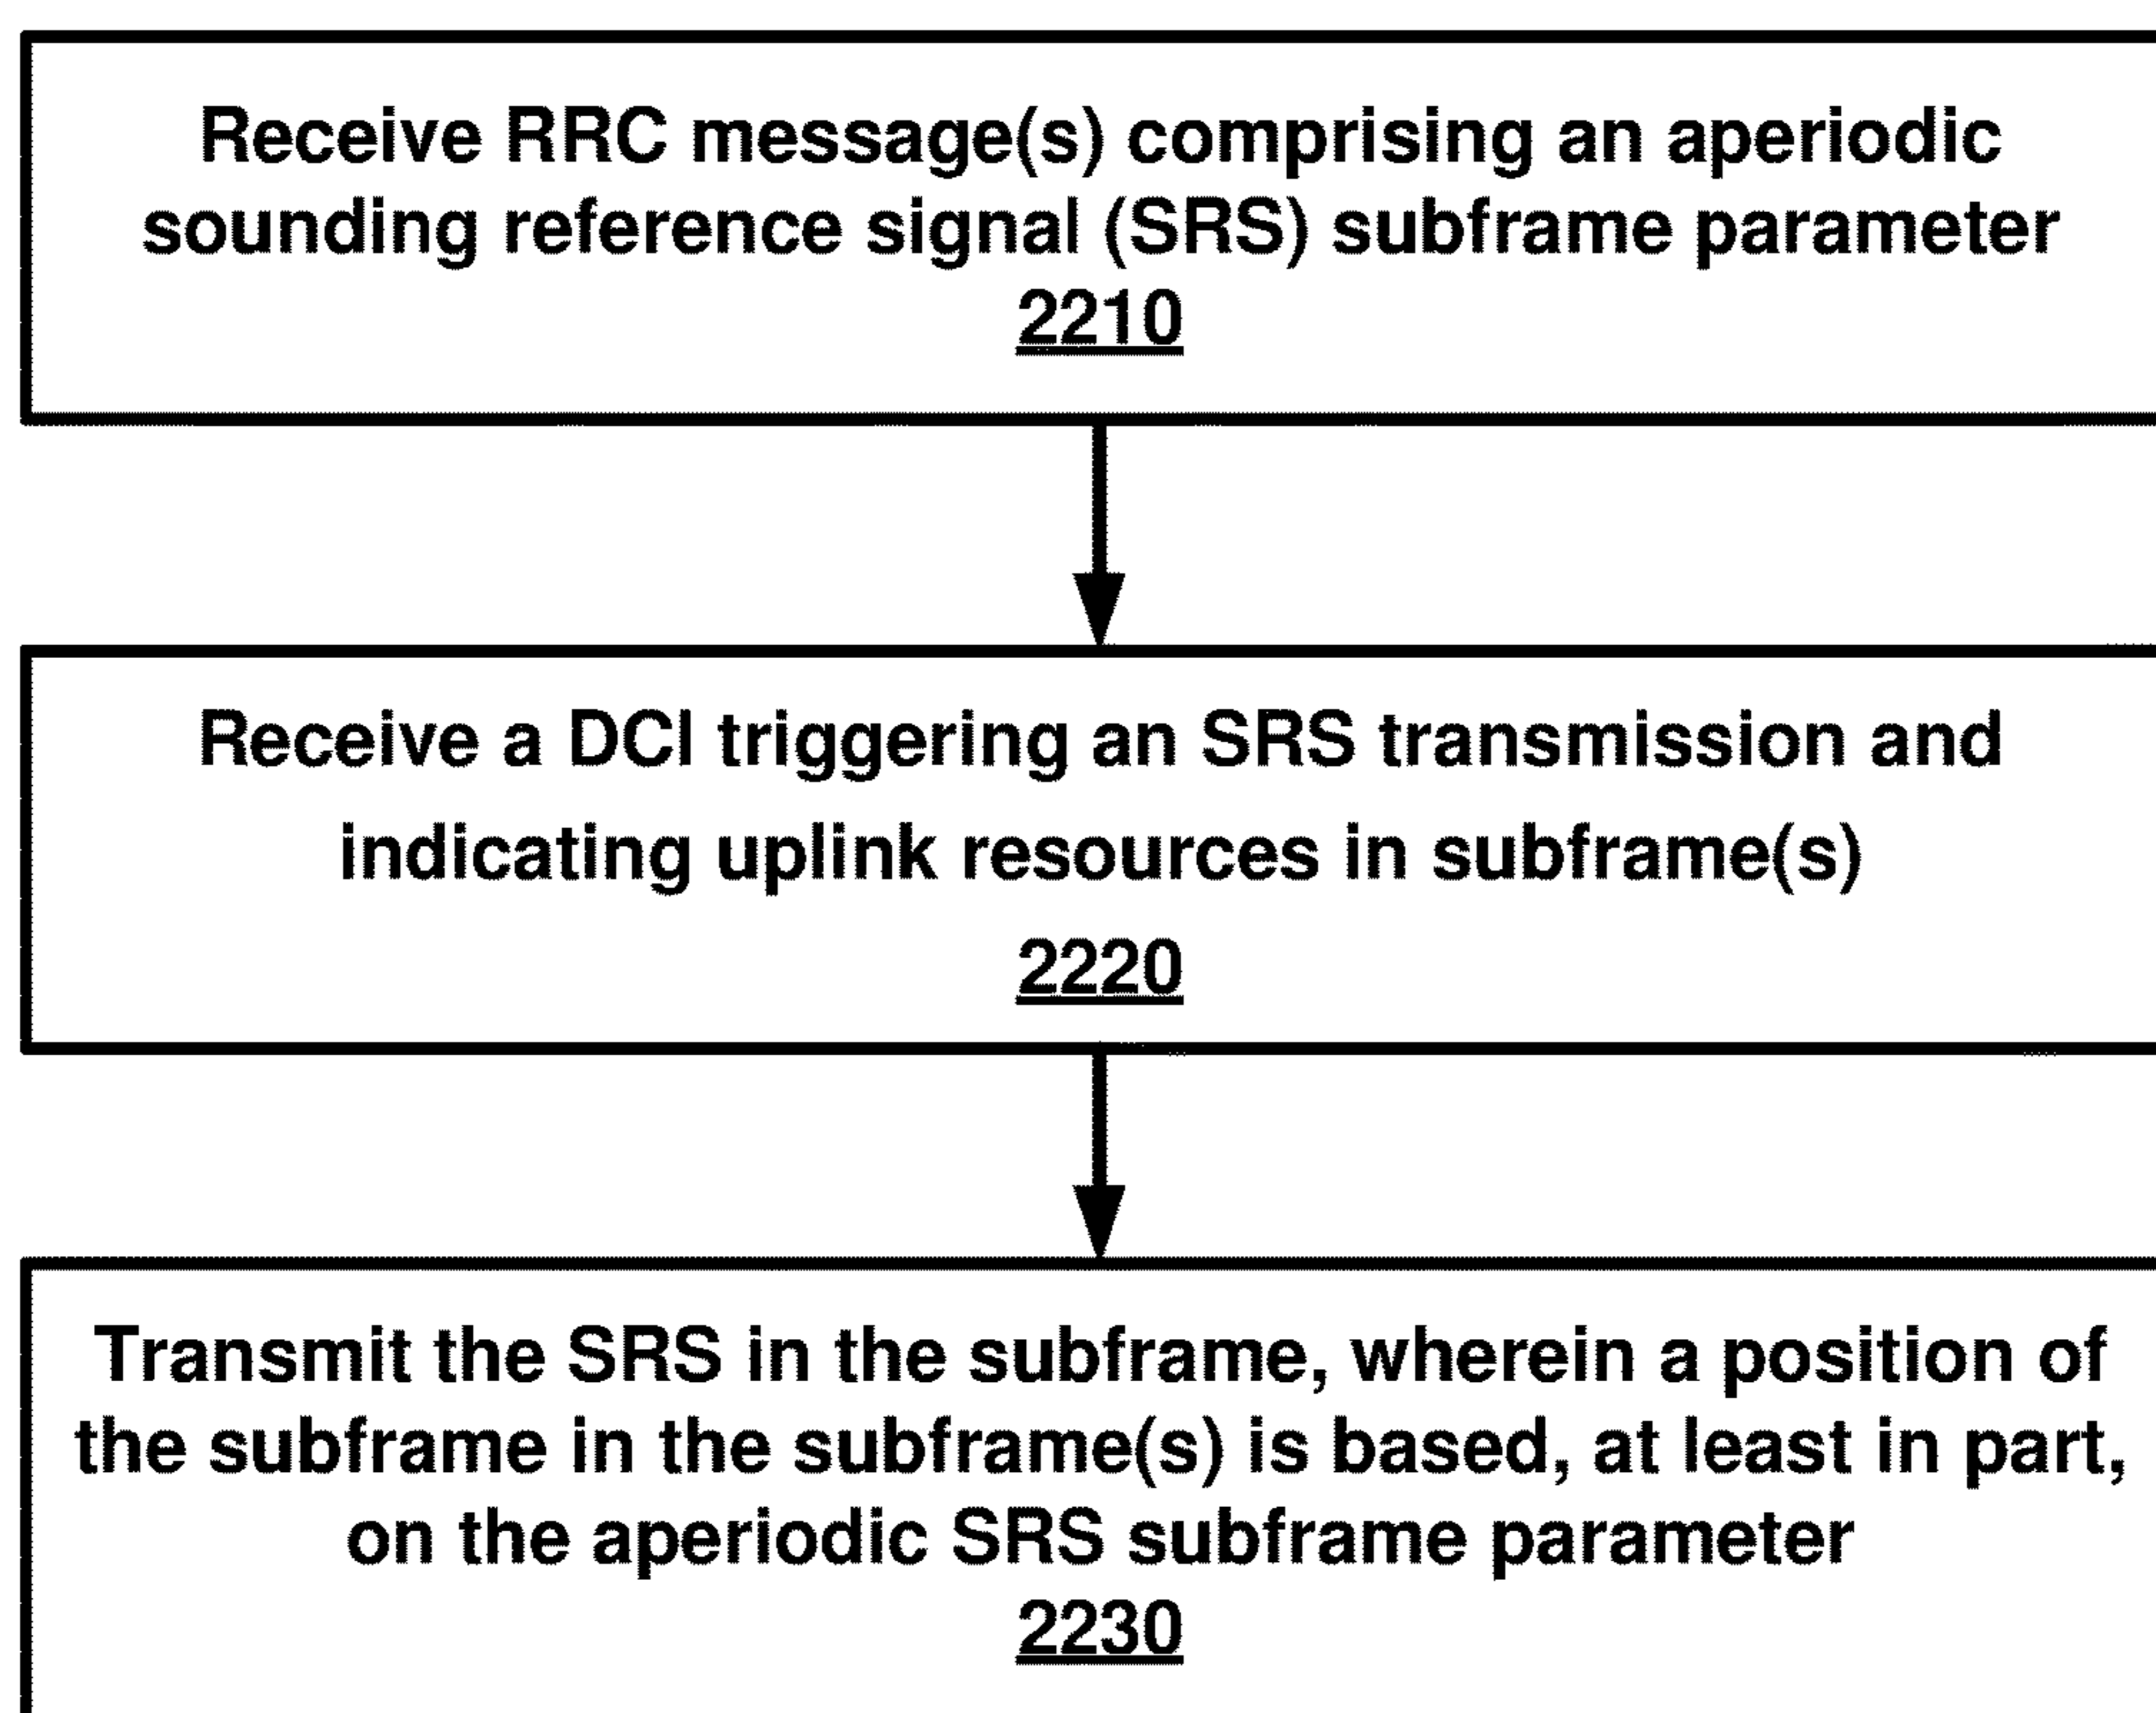 Receive RRC message(s) comprising an aperiodic
sounding reference signal (SRS) subframe parameter
2210
Receive a DCI triggering an SRS transmission and
indicating uplink resources in subframe(s)
2220
Transmit the SRS in the subframe, wherein a position of
the subframe in the subframe(s) is based, at least in part,
on the aperiodic SRS subframe parameter
2230